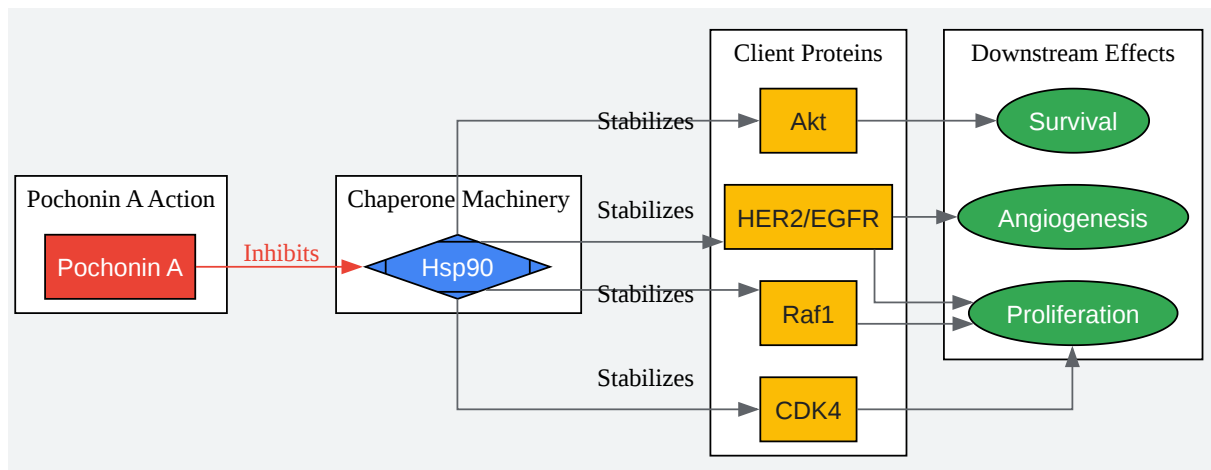 Pochonin A Action
Pochonin A
Inhibits
Chaperone Machinery
Hsp90
Stabilizes
Stabilizes
Stabilizes
Stabilizes
Client Proteins
Akt
HER2/EGFR
Raf1
CDK4
Downstream Effects
Survival
Angiogenesis
Proliferation